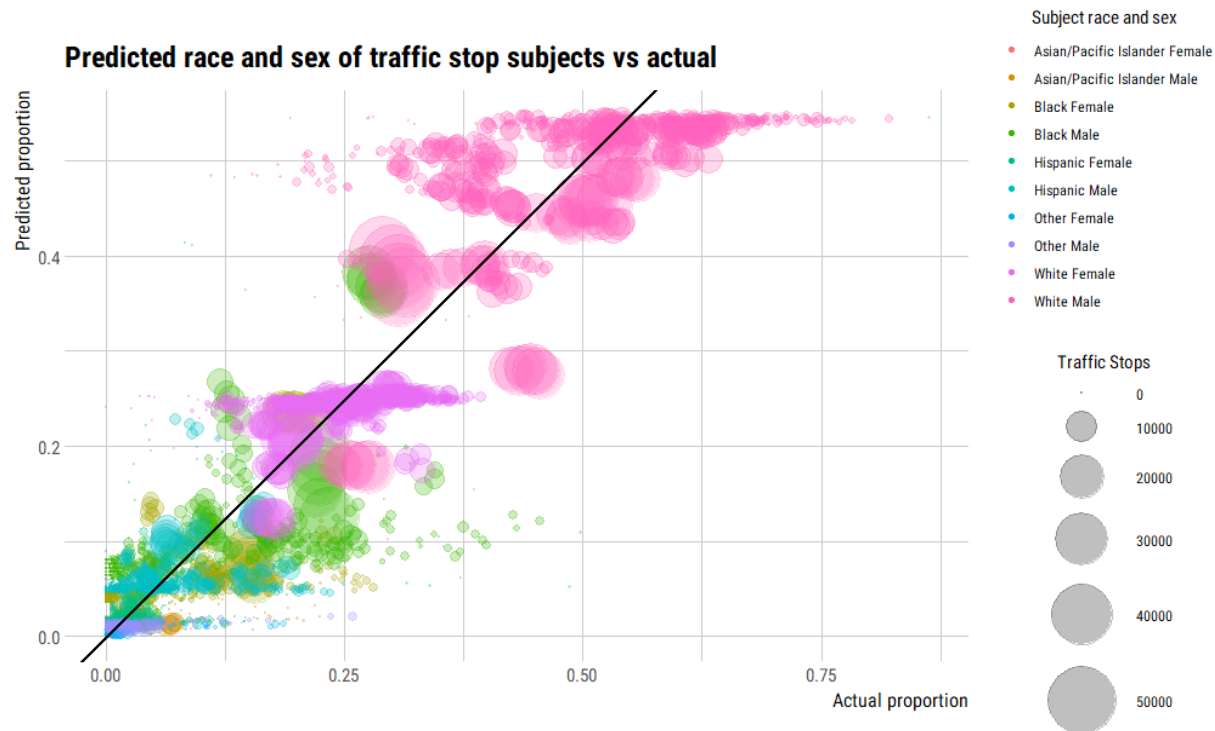 Predicted race and sex of traffic stop subjects vs actual
Predicted proportion
0.4
0.2
0.0
0.00
0.25
0.50
0.75
Actual proportion
Subject race and sex
Asian/Pacific Islander Female
Asian/Pacific Islander Male
Black Female
Black Male
Hispanic Female
Hispanic Male
Other Female
Other Male
White Female
White Male
Traffic Stops
0
10000
20000
30000
40000
50000